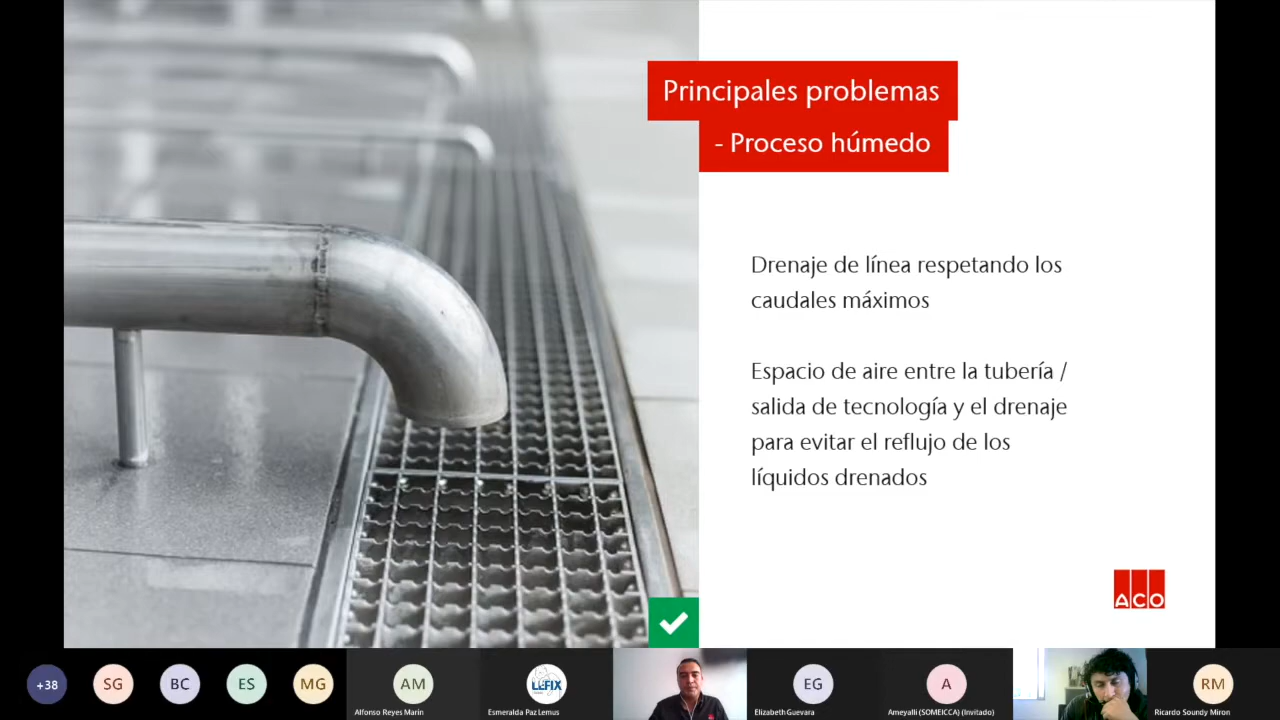 Principales problemas
- Proceso húmedo
Drenaje de línea respetando los
caudales máximos
Espacio de aire entre la tubería /
salida de tecnología y el drenaje
para evitar el reflujo de los
líquidos drenados
ACO
+38
SG
BC
ES
MG
AM
Alfonso Reyes Marin
LEFIX
Esmeralda Paz Lemus
EG
Elizabeth Guevara
A
Ameyalli (SOMEICCA) (Invitado)
RM
Ricardo Soundy Miron